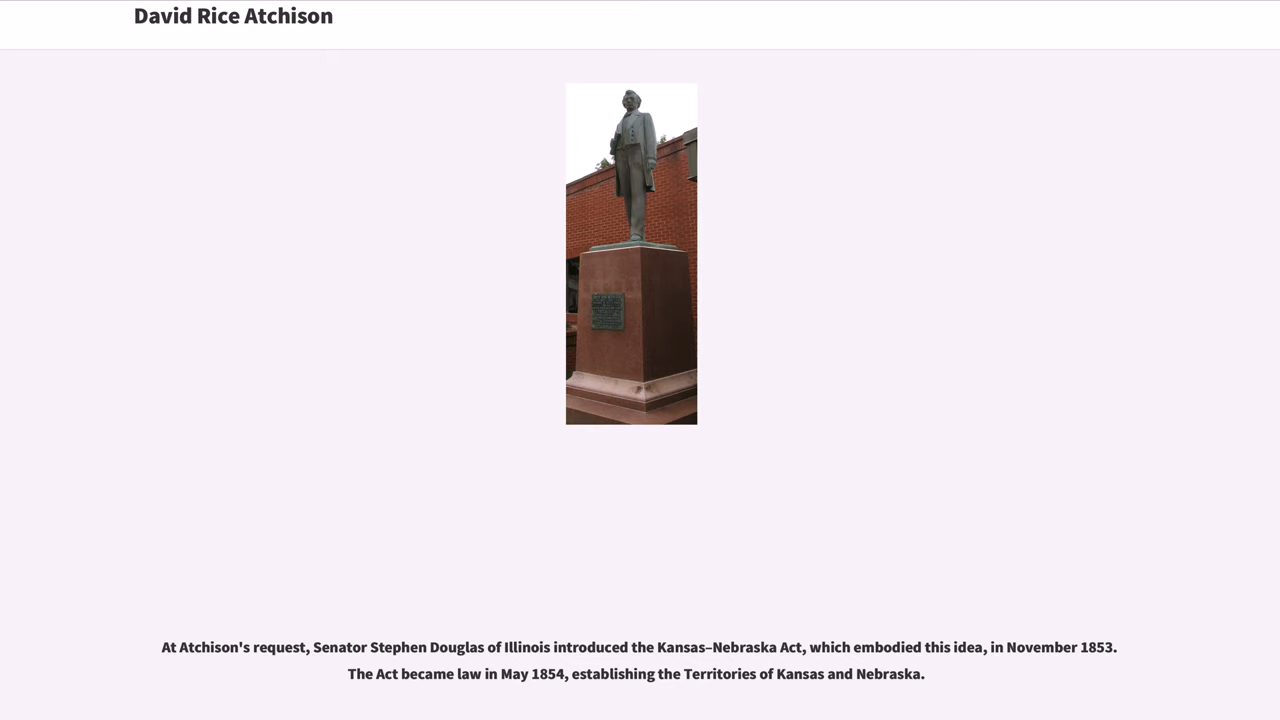 David Rice Atchison
At Atchison's request, Senator Stephen Douglas of Illinois introduced the Kansas–Nebraska Act, which embodied this idea, in November 1853.
The Act became law in May 1854, establishing the Territories of Kansas and Nebraska.